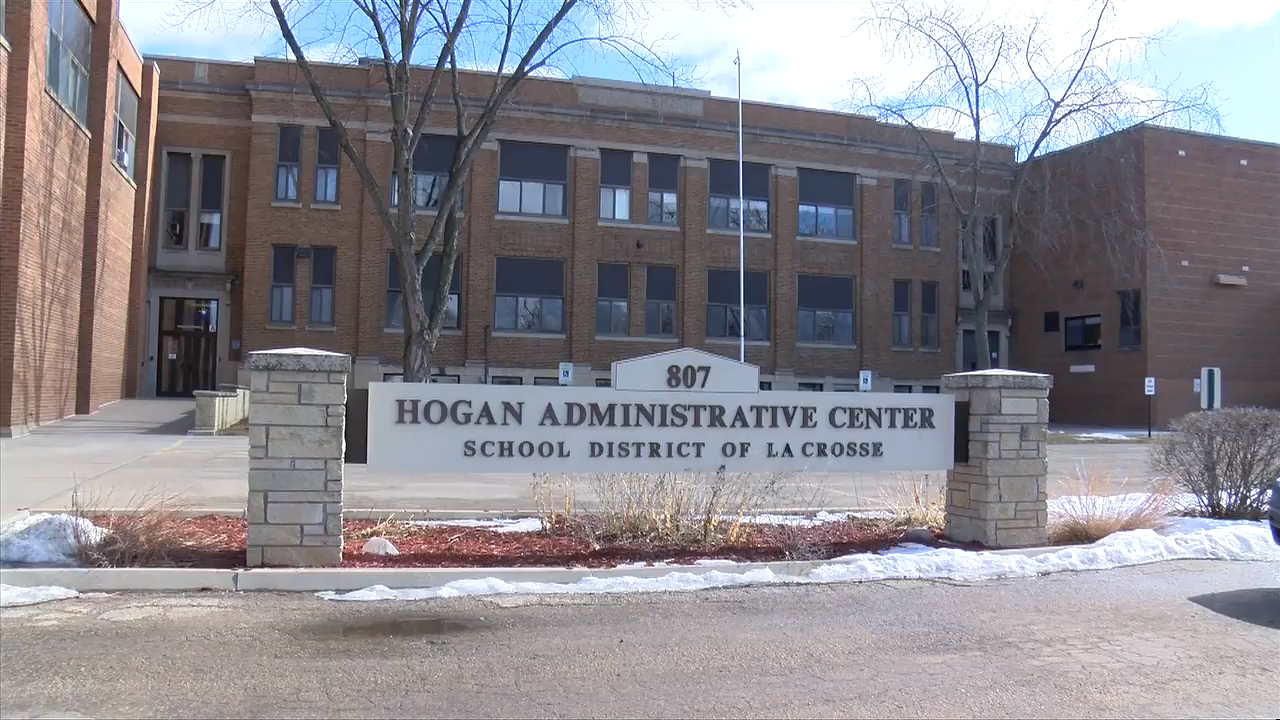 807
HOGAN ADMINISTRATIVE CENTER
SCHOOL DISTRICT OF LA CROSSE